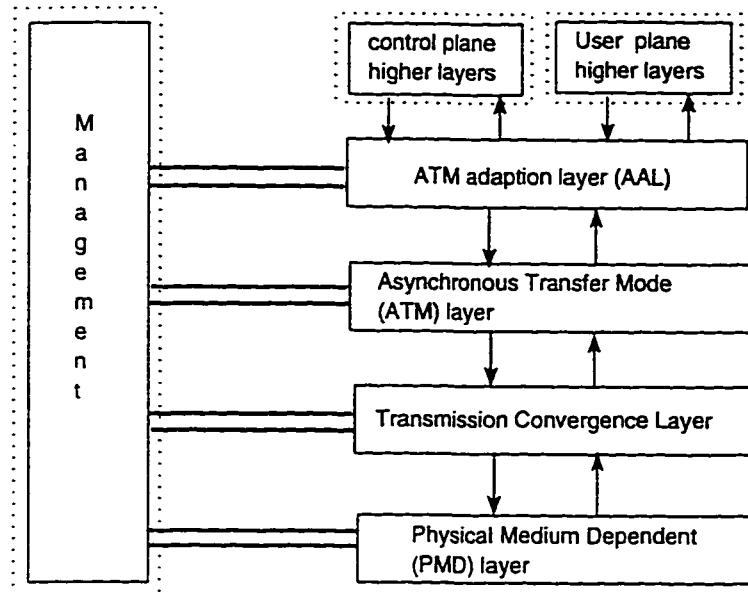 Management
control plane
higher layers
User plane
higher layers
ATM adaption layer (AAL)
Asynchronous Transfer Mode
(ATM) layer
Transmission Convergence Layer
Physical Medium Dependent
(PMD) layer